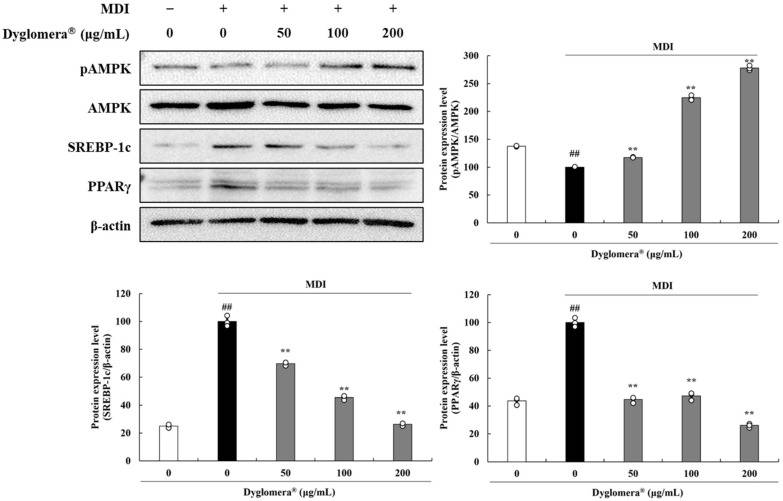 MDI – + + + +
Dyglomera® (μg/mL) 0 0 50 100 200
pAMPK
AMPK
SREBP-1c
PPARγ
β-actin
MDI
Protein expression level
(pAMPK/AMPK)
300
250
200
150
100
50
0
##
**
**
**
0 0 50 100 200
Dyglomera® (μg/mL)
MDI
Protein expression level
(SREBP-1c/β-actin)
120
100
80
60
40
20
0
##
**
**
**
0 0 50 100 200
Dyglomera® (μg/mL)
MDI
Protein expression level
(PPARγ/β-actin)
120
100
80
60
40
20
0
##
**
**
**
0 0 50 100 200
Dyglomera® (μg/mL)